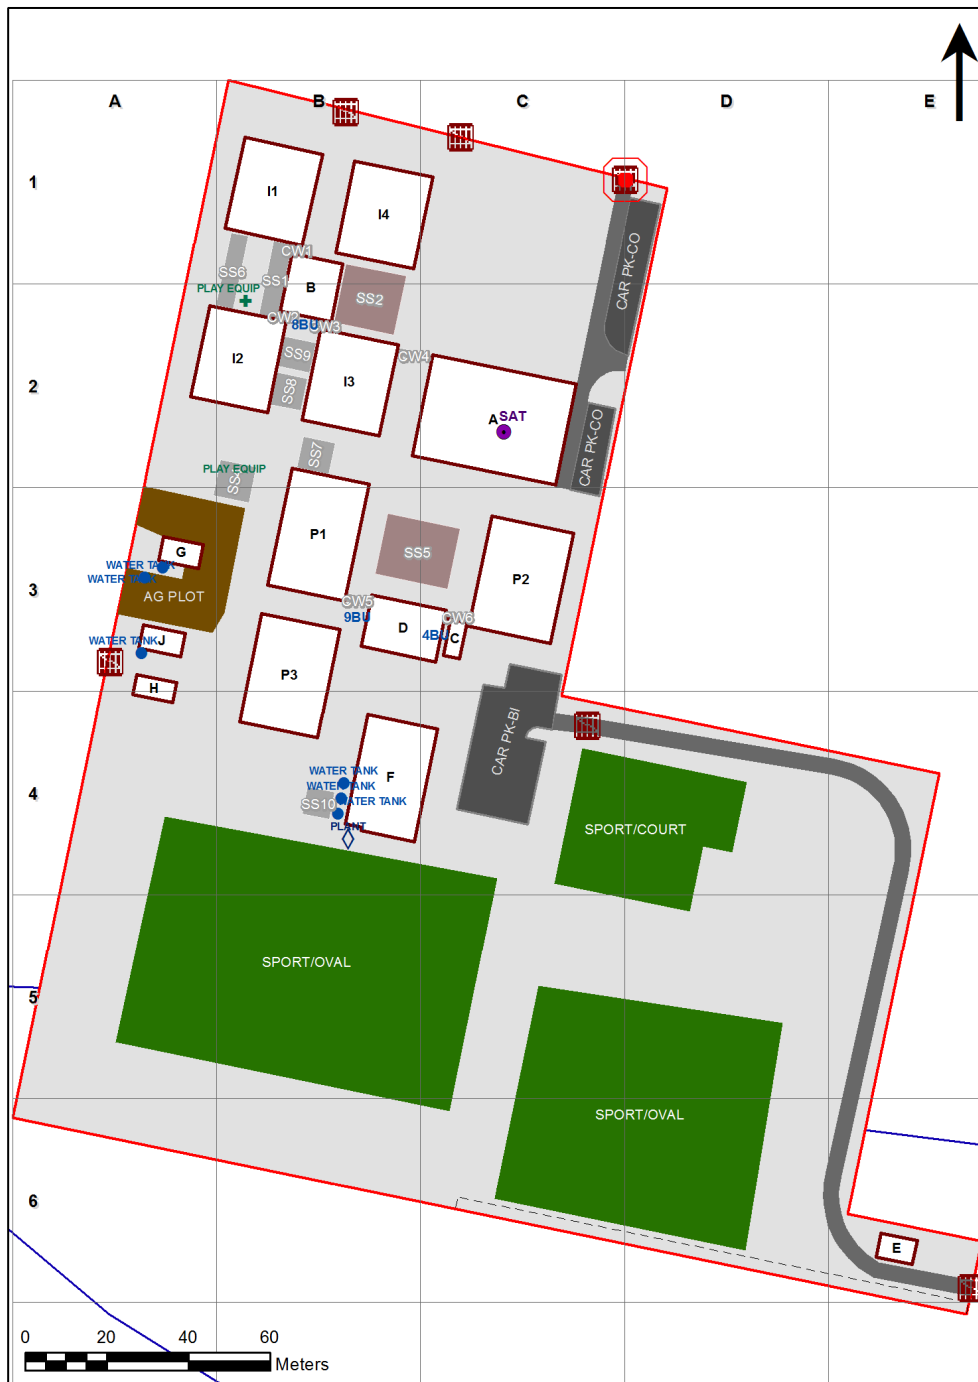 A B C D E
1
I1
I4
CW1
SS6
SS1
CAR PK-CO
PLAY EQUIP
B
SS2
CW2
8BU
CW3
SS9
CW4
I2
2
I3
SS8
A SAT
CAR PK-CO
SS7
PLAY EQUIP
P1
G
SS5
WATER TANK
WATER TANK
P2
3
AG PLOT
CW5
9BU
D
CW6
4BU
C
WATER TANK
J
P3
H
CAR PK-BI
WATER TANK
F
WATER TANK
4
SS10
WATER TANK
PLANT
SPORT/COURT
SPORT/OVAL
5
SPORT/OVAL
6
E
0 20 40 60
Meters